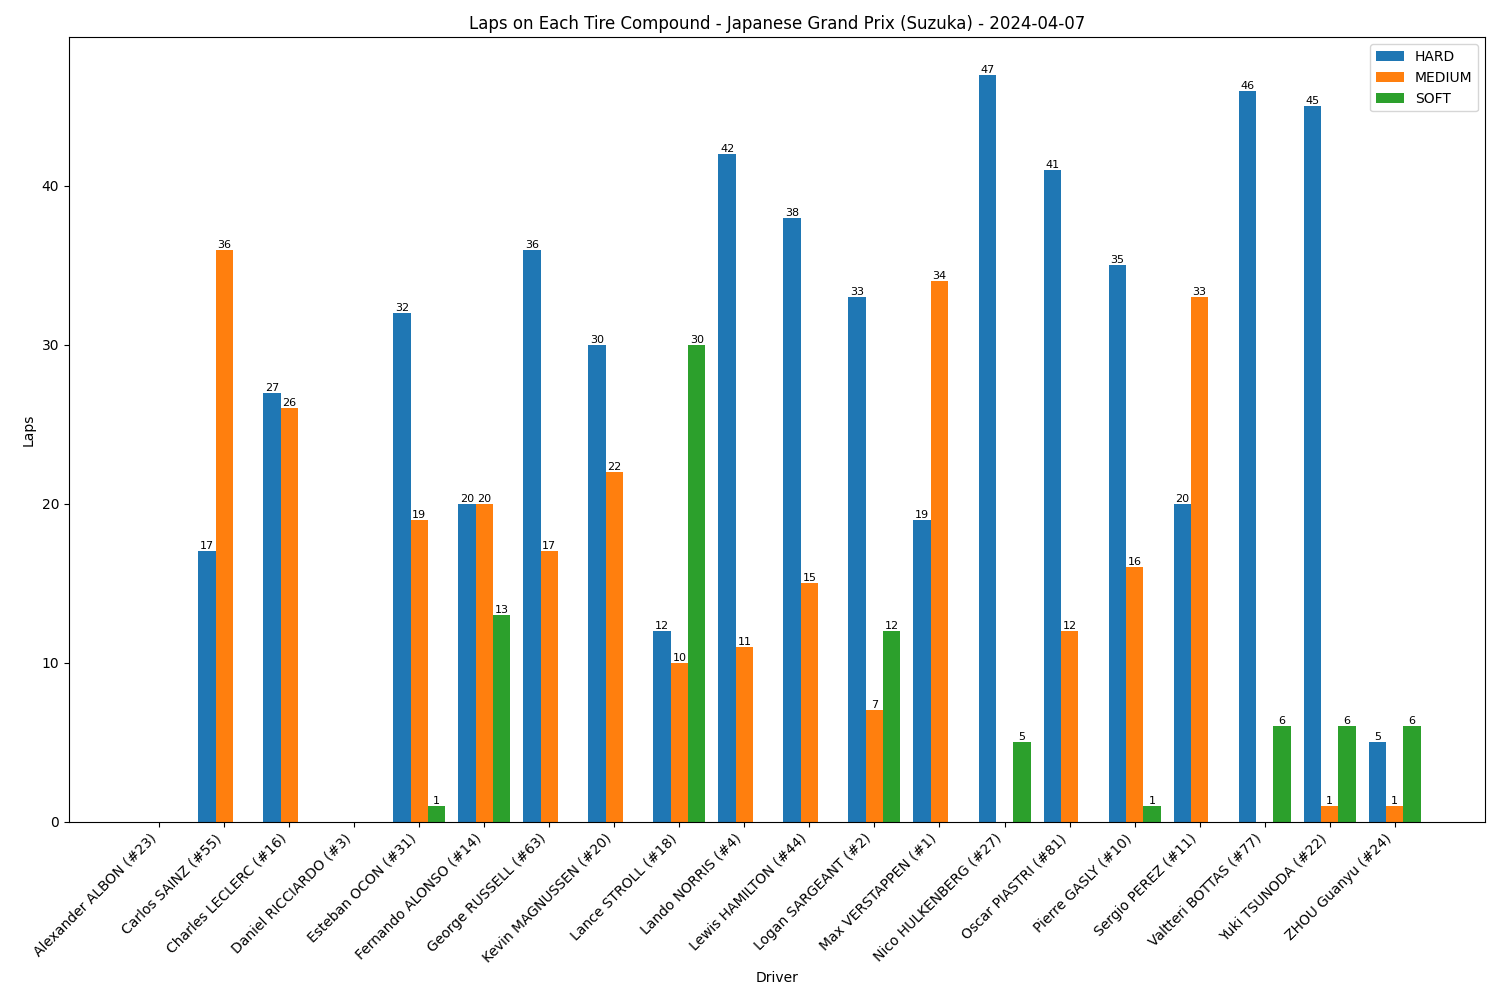 Laps on Each Tire Compound - Japanese Grand Prix (Suzuka) - 2024-04-07
HARD
MEDIUM
SOFT
Laps
40
30
20
10
0
17
36
27
26
32
19
1
20
20
13
36
17
30
22
12
10
30
42
11
38
15
33
7
12
19
34
47
5
41
12
35
16
1
20
33
46
6
45
1
6
5
1
6
Alexander ALBON (#23)
Carlos SAINZ (#55)
Charles LECLERC (#16)
Daniel RICCIARDO (#3)
Esteban OCON (#31)
Fernando ALONSO (#14)
George RUSSELL (#63)
Kevin MAGNUSSEN (#20)
Lance STROLL (#18)
Lando NORRIS (#4)
Lewis HAMILTON (#44)
Logan SARGEANT (#2)
Max VERSTAPPEN (#1)
Nico HULKENBERG (#27)
Oscar PIASTRI (#81)
Pierre GASLY (#10)
Sergio PEREZ (#11)
Valtteri BOTTAS (#77)
Yuki TSUNODA (#22)
ZHOU Guanyu (#24)
Driver